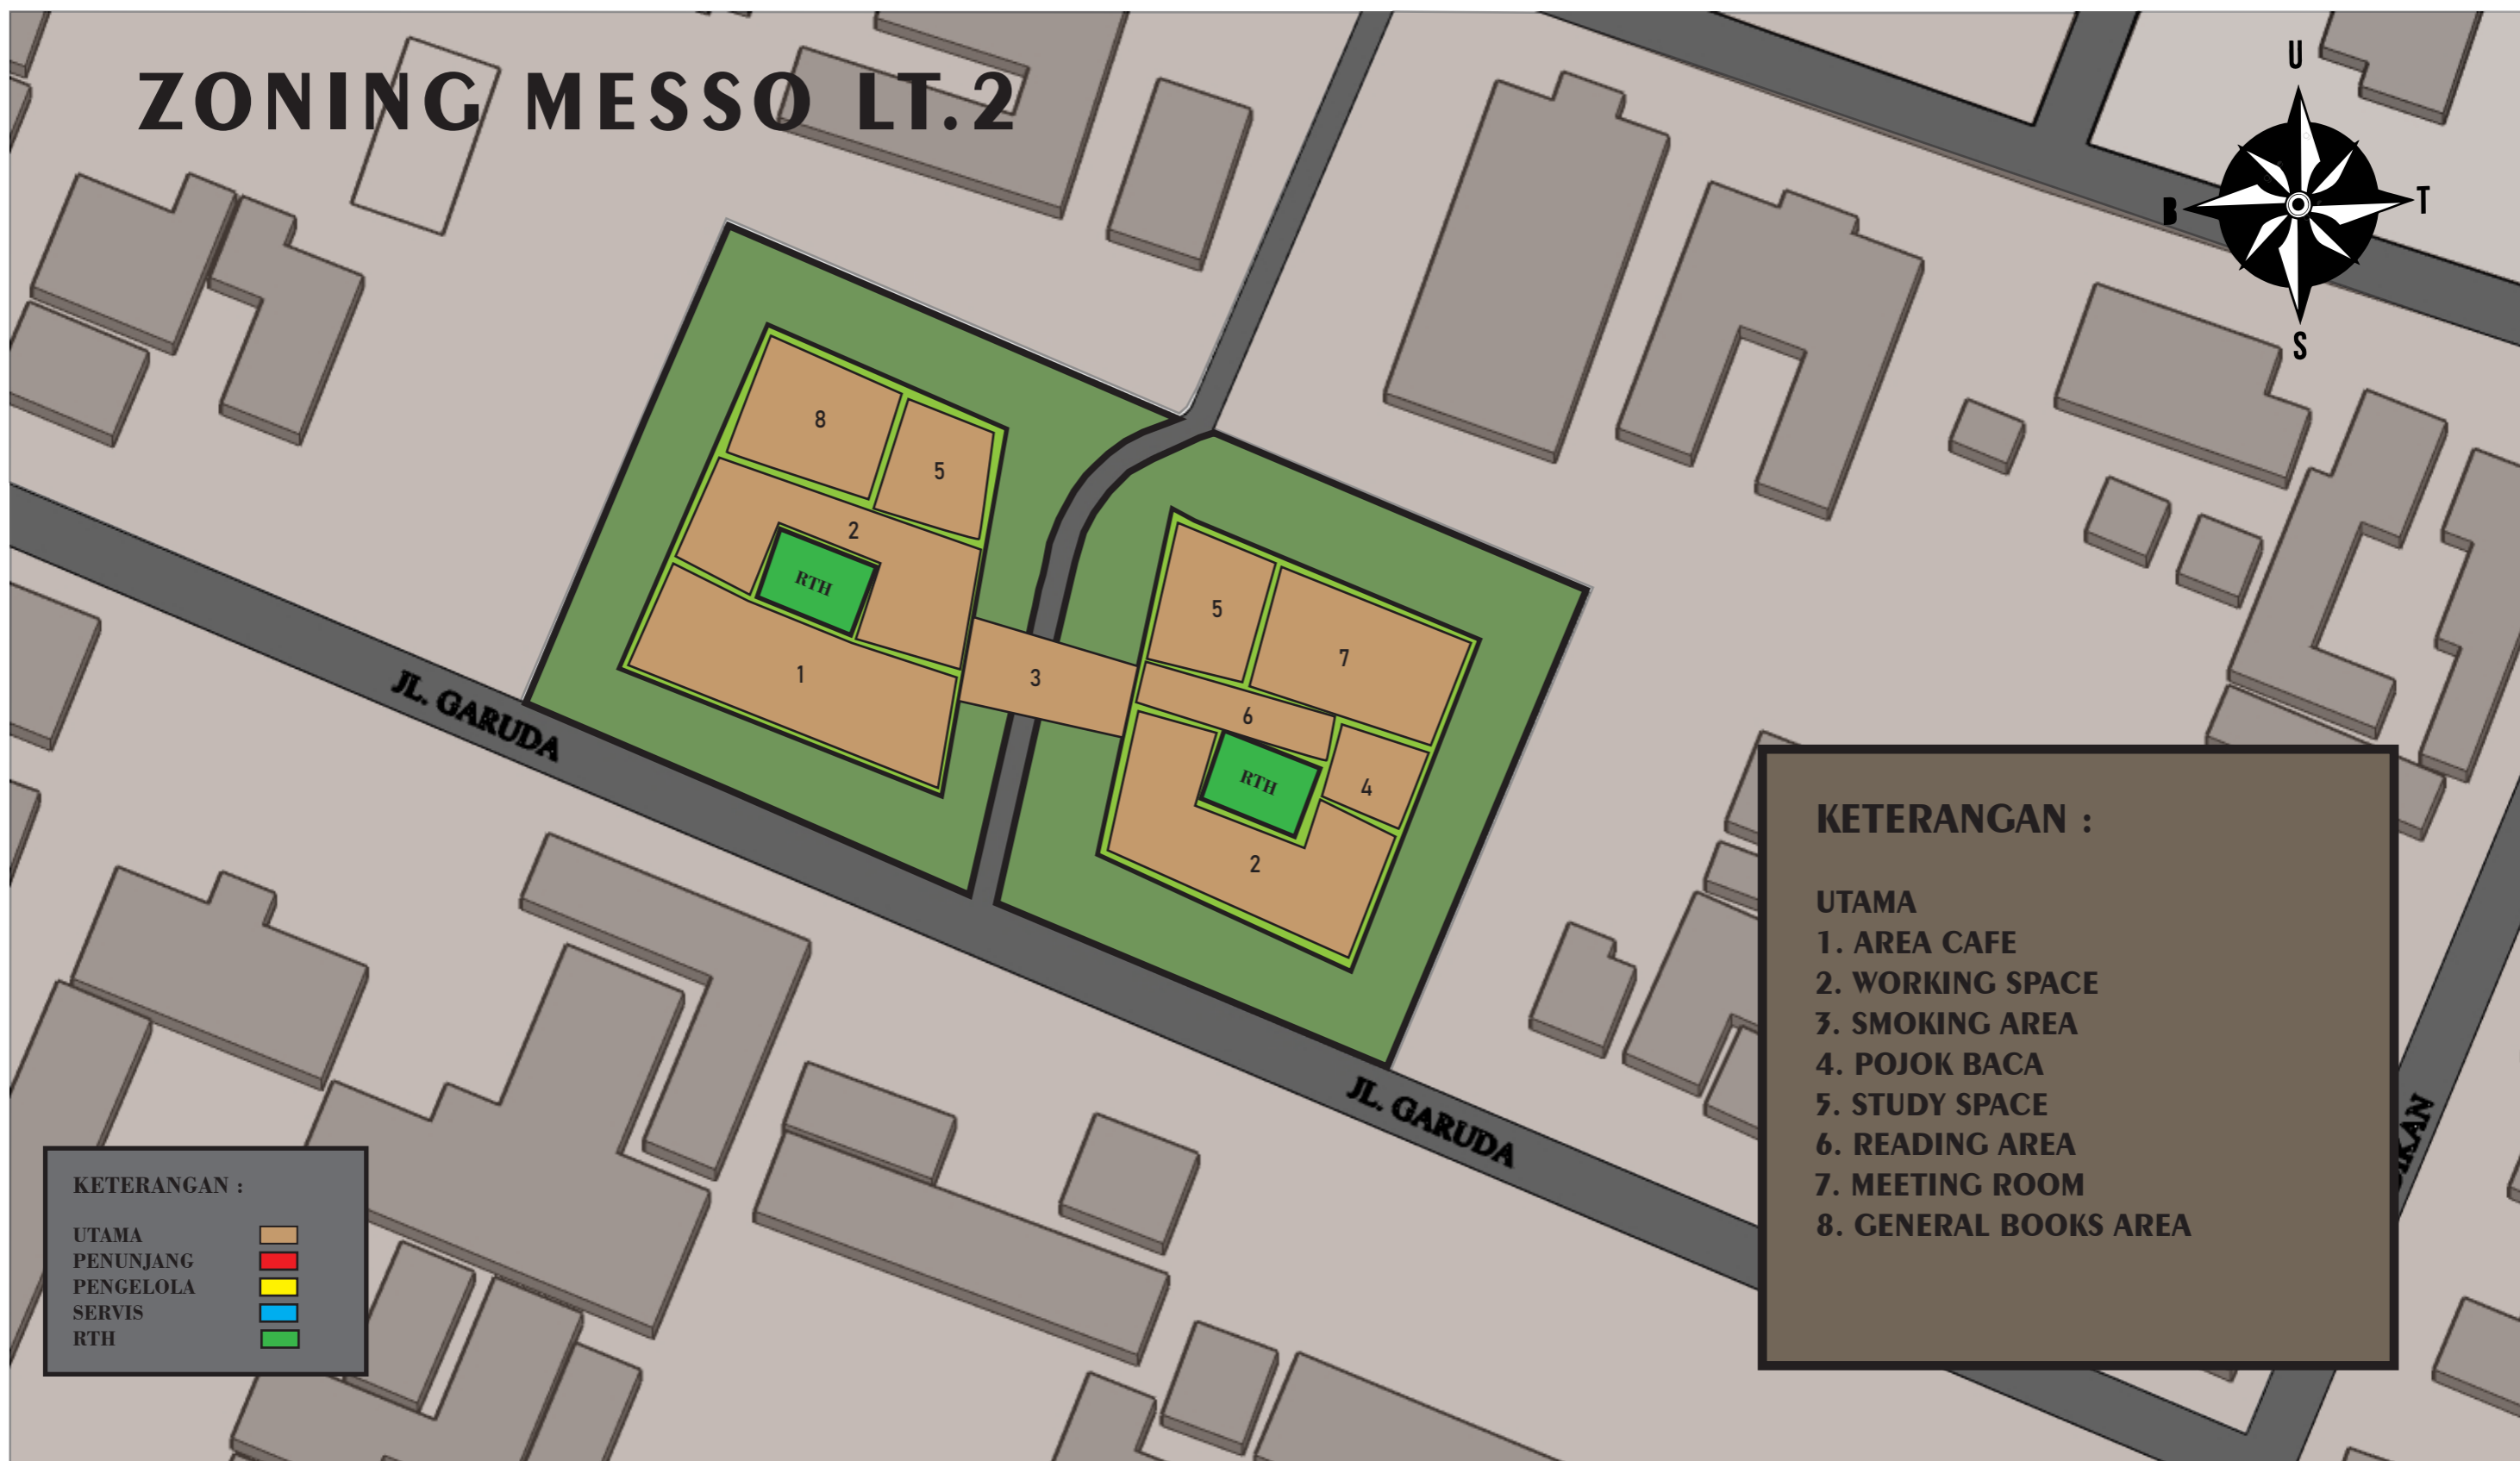 ZONING MESSO LT.2
U
B
T
S
8
5
2
RTH
1
3
5
7
6
RTH
4
2
JL. GARUDA
JL. GARUDA
KETERANGAN :
UTAMA
1. AREA CAFE
2. WORKING SPACE
3. SMOKING AREA
4. POJOK BACA
5. STUDY SPACE
6. READING AREA
7. MEETING ROOM
8. GENERAL BOOKS AREA
KETERANGAN :
UTAMA
PENUNJANG
PENGELOLA
SERVIS
RTH